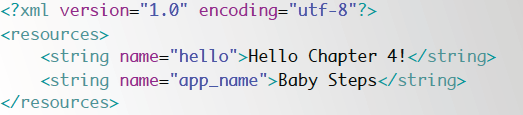 <?xml version="1.0" encoding="utf-8"?>
<resources>
    <string name="hello">Hello Chapter 4!</string>
    <string name="app_name">Baby Steps</string>
</resources>